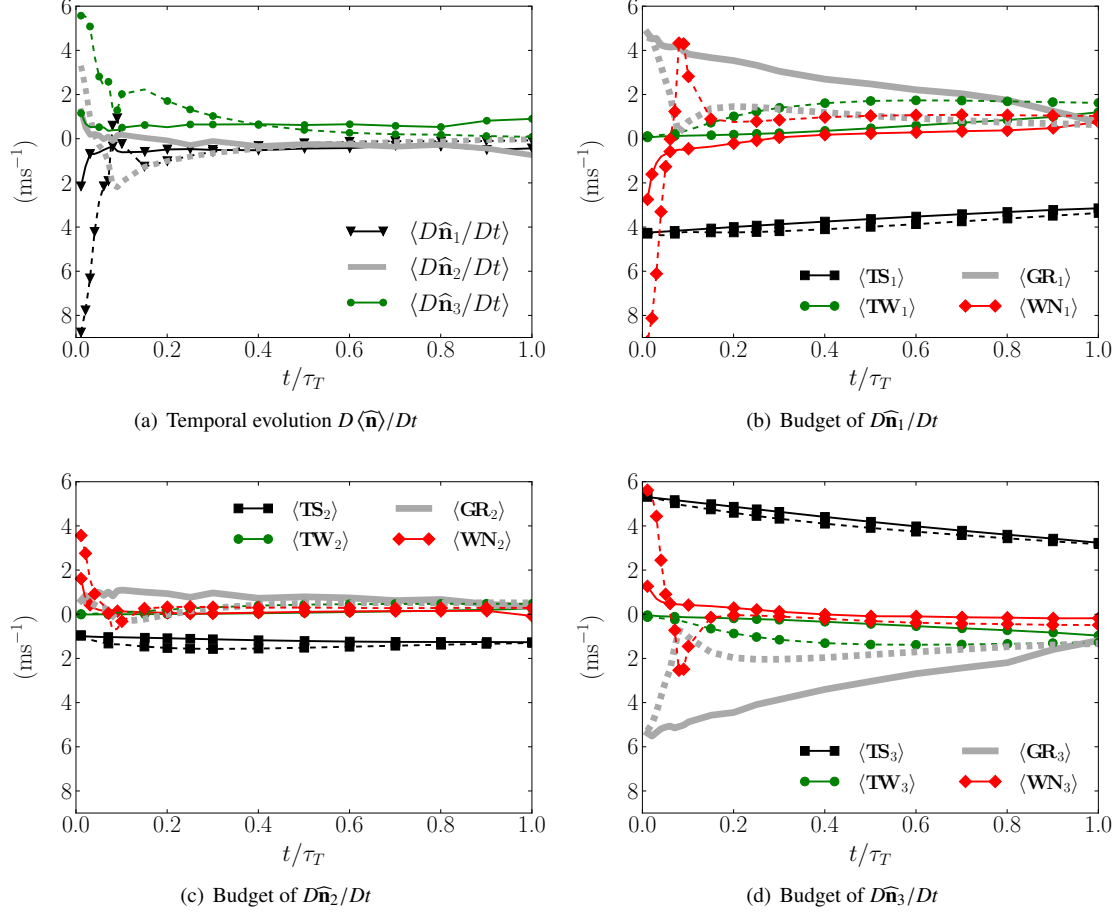 6
4
2
0
2
4
6
8
(ms⁻¹)
⟨Dn̂₁/Dt⟩
⟨Dn̂₂/Dt⟩
⟨Dn̂₃/Dt⟩
0.0 0.2 0.4 0.6 0.8 1.0
t/τ_T
(a) Temporal evolution D⟨n̂⟩/Dt
6
4
2
0
2
4
6
8
(ms⁻¹)
⟨TS₁⟩ ⟨GR₁⟩
⟨TW₁⟩ ⟨WN₁⟩
0.0 0.2 0.4 0.6 0.8 1.0
t/τ_T
(b) Budget of Dn̂₁/Dt
6
4
2
0
2
4
6
8
(ms⁻¹)
⟨TS₂⟩ ⟨GR₂⟩
⟨TW₂⟩ ⟨WN₂⟩
0.0 0.2 0.4 0.6 0.8 1.0
t/τ_T
(c) Budget of Dn̂₂/Dt
6
4
2
0
2
4
6
8
(ms⁻¹)
⟨TS₃⟩ ⟨GR₃⟩
⟨TW₃⟩ ⟨WN₃⟩
0.0 0.2 0.4 0.6 0.8 1.0
t/τ_T
(d) Budget of Dn̂₃/Dt